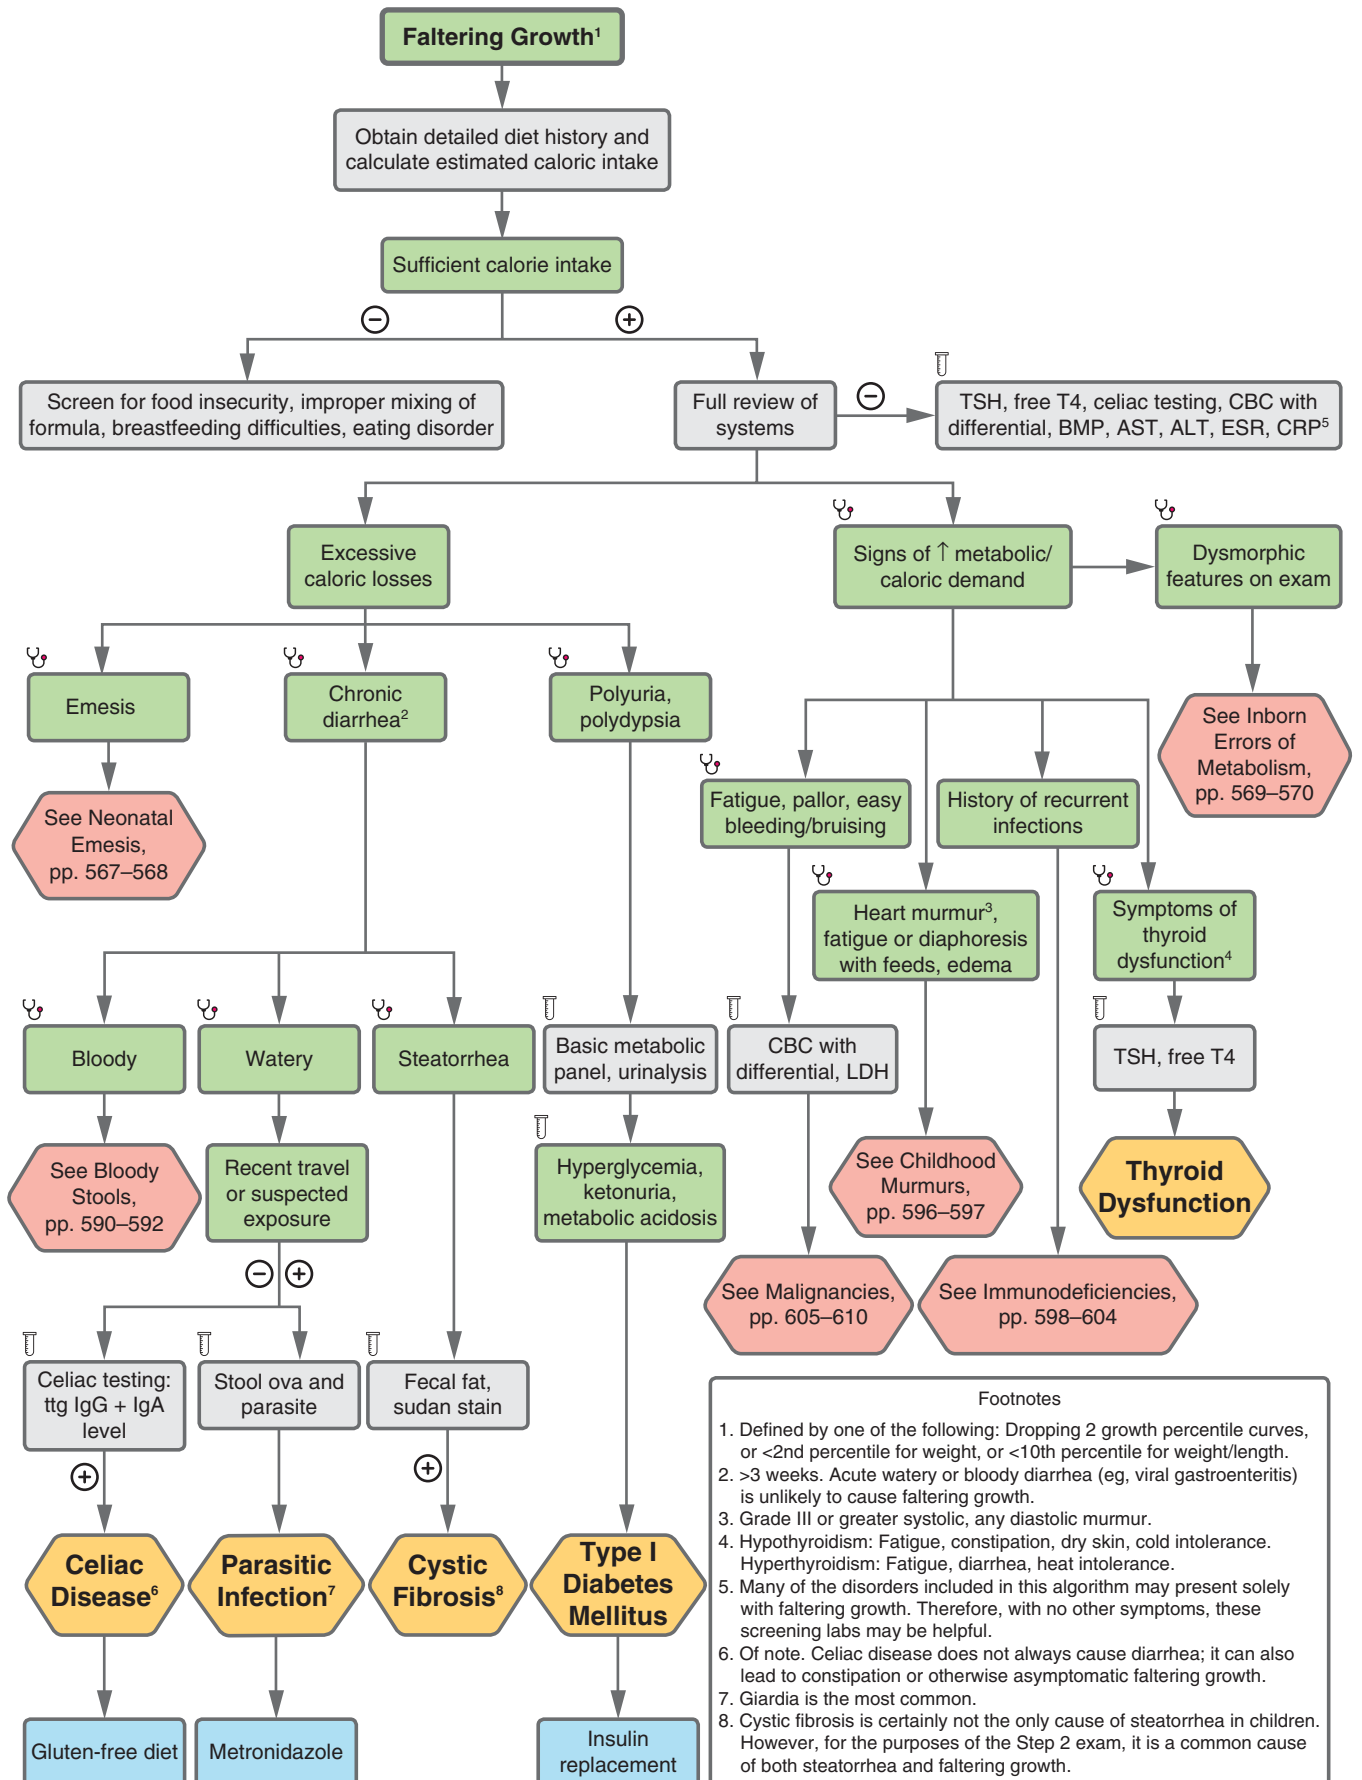 Faltering Growth1
Obtain detailed diet history and
calculate estimated caloric intake
Sufficient calorie intake
Screen for food insecurity, improper mixing of
formula, breastfeeding difficulties, eating disorder
Full review of
systems
TSH, free T4, celiac testing, CBC with
differential, BMP, AST, ALT, ESR, CRP5
Excessive
caloric losses
Signs of ↑ metabolic/
caloric demand
Dysmorphic
features on exam
Emesis
Chronic
diarrhea2
Polyuria,
polydypsia
See Inborn
Errors of
Metabolism,
pp. 569–570
See Neonatal
Emesis,
pp. 567–568
Fatigue, pallor, easy
bleeding/bruising
History of recurrent
infections
Heart murmur3,
fatigue or diaphoresis
with feeds, edema
Symptoms of
thyroid
dysfunction4
Bloody
Watery
Steatorrhea
Basic metabolic
panel, urinalysis
CBC with
differential, LDH
TSH, free T4
See Bloody
Stools,
pp. 590–592
Recent travel
or suspected
exposure
Hyperglycemia,
ketonuria,
metabolic acidosis
See Childhood
Murmurs,
pp. 596–597
Thyroid
Dysfunction
See Malignancies,
pp. 605–610
See Immunodeficiencies,
pp. 598–604
Celiac testing:
ttg IgG + IgA
level
Stool ova and
parasite
Fecal fat,
sudan stain
Celiac
Disease6
Parasitic
Infection7
Cystic
Fibrosis8
Type I
Diabetes
Mellitus
Gluten-free diet
Metronidazole
Insulin
replacement
Footnotes
1. Defined by one of the following: Dropping 2 growth percentile curves,
or <2nd percentile for weight, or <10th percentile for weight/length.
2. >3 weeks. Acute watery or bloody diarrhea (eg, viral gastroenteritis)
is unlikely to cause faltering growth.
3. Grade III or greater systolic, any diastolic murmur.
4. Hypothyroidism: Fatigue, constipation, dry skin, cold intolerance.
Hyperthyroidism: Fatigue, diarrhea, heat intolerance.
5. Many of the disorders included in this algorithm may present solely
with faltering growth. Therefore, with no other symptoms, these
screening labs may be helpful.
6. Of note. Celiac disease does not always cause diarrhea; it can also
lead to constipation or otherwise asymptomatic faltering growth.
7. Giardia is the most common.
8. Cystic fibrosis is certainly not the only cause of steatorrhea in children.
However, for the purposes of the Step 2 exam, it is a common cause
of both steatorrhea and faltering growth.